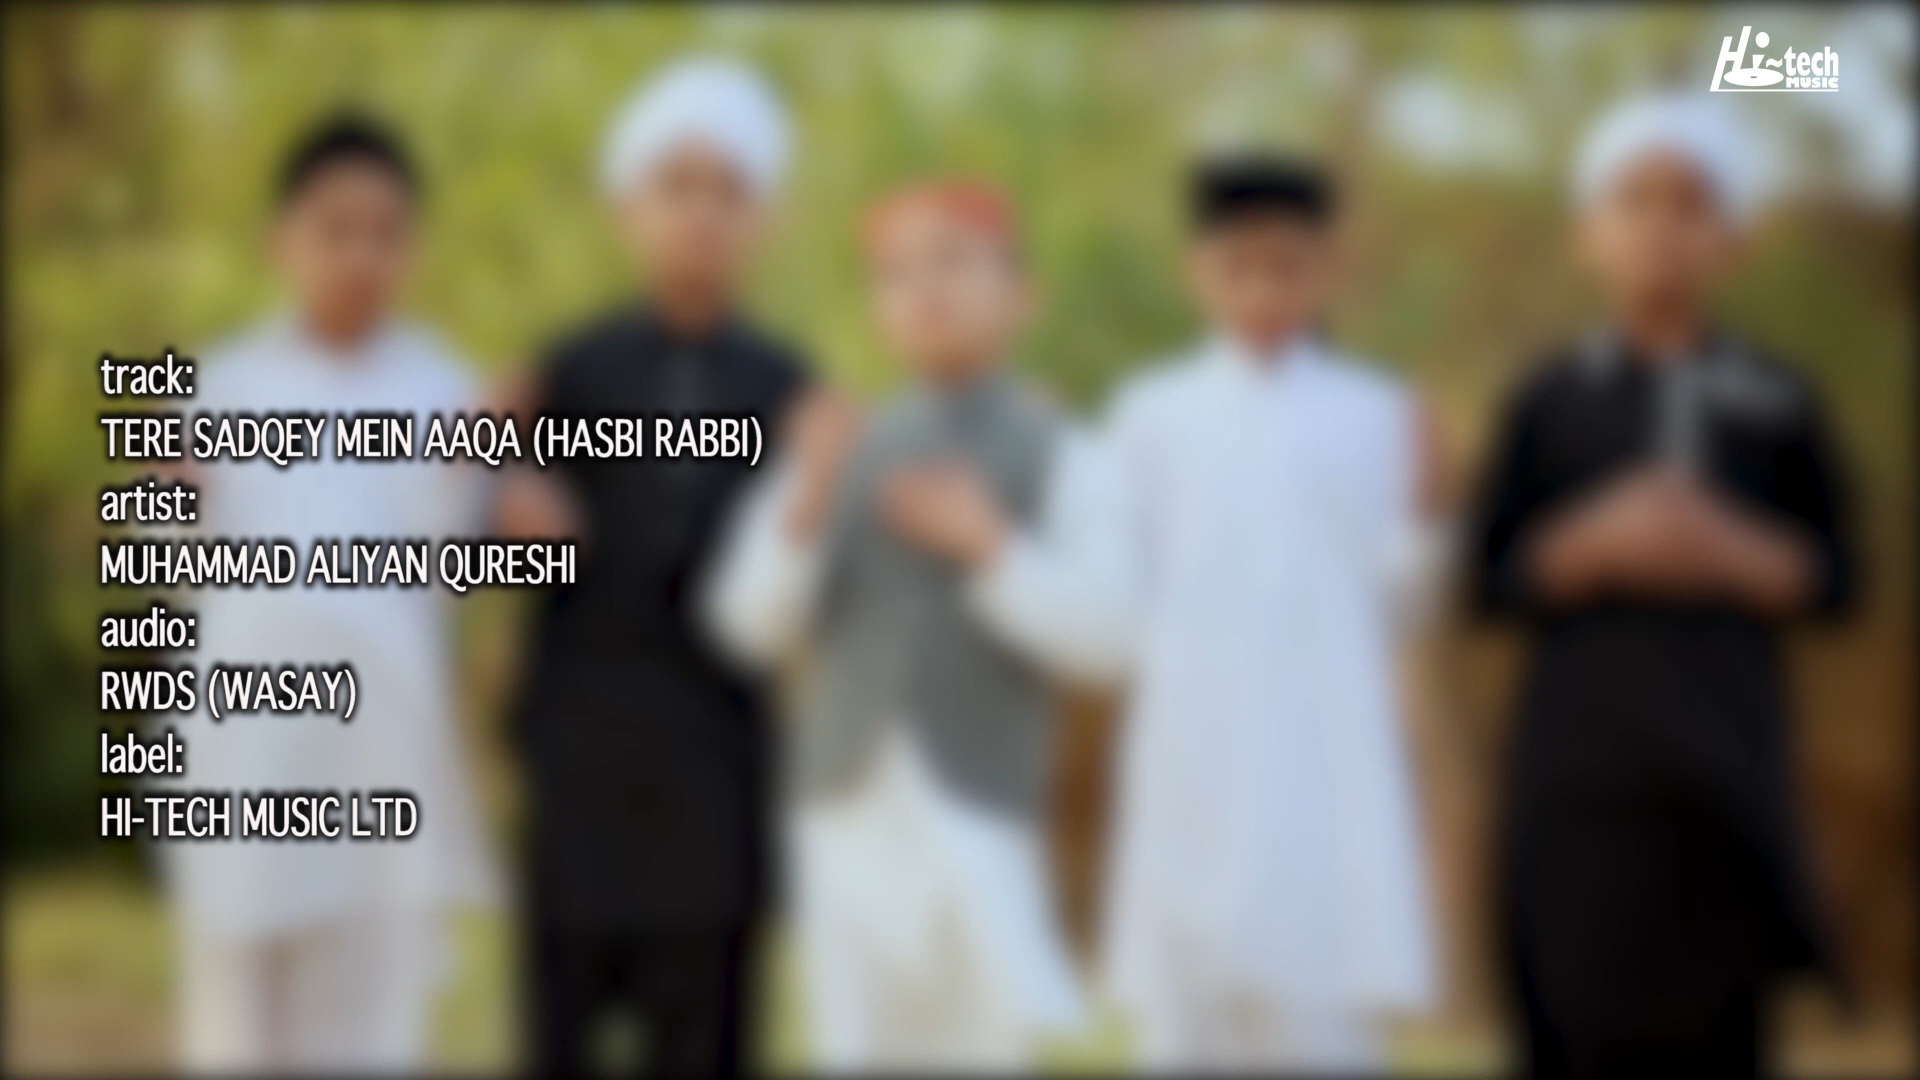 Hi~tech
MUSIC
track:
TERE SADQEY MEIN AAQA (HASBI RABBI)
artist:
MUHAMMAD ALIYAN QURESHI
audio:
RWDS (WASAY)
label:
HI-TECH MUSIC LTD